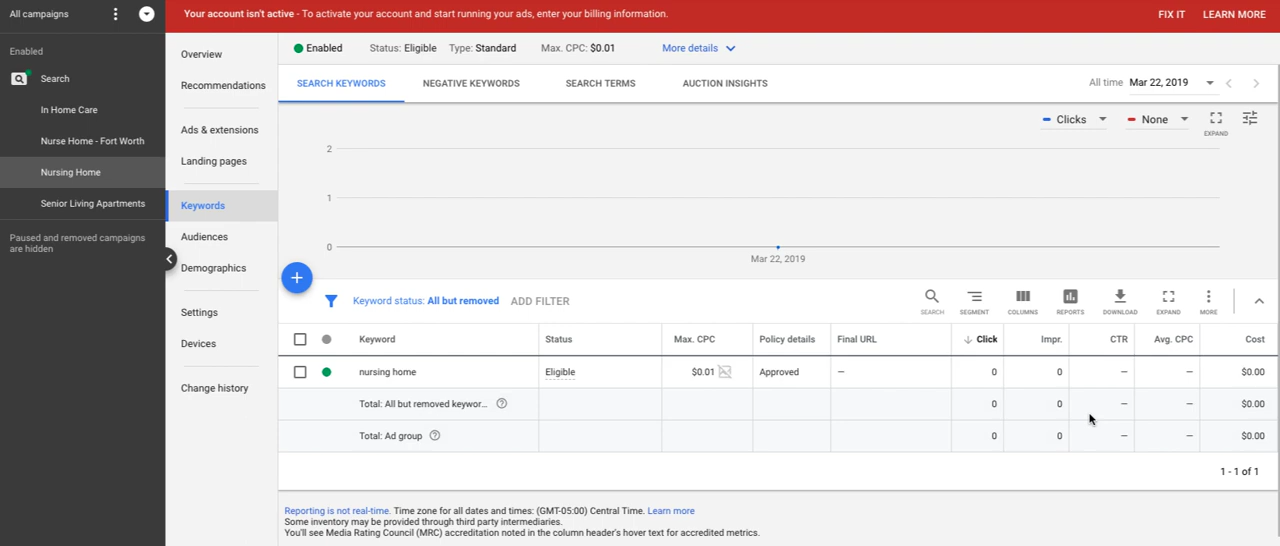 All campaigns
Your account isn't active - To activate your account and start running your ads, enter your billing information.
FIX IT
LEARN MORE
Enabled
Search
In Home Care
Nurse Home - Fort Worth
Nursing Home
Senior Living Apartments
Paused and removed campaigns
are hidden
Overview
Recommendations
Ads & extensions
Landing pages
Keywords
Audiences
Demographics
Settings
Devices
Change history
Enabled Status: Eligible Type: Standard Max. CPC: $0.01 More details
SEARCH KEYWORDS NEGATIVE KEYWORDS SEARCH TERMS AUCTION INSIGHTS All time Mar 22, 2019
Clicks None EXPAND
2
1
0
Mar 22, 2019
Keyword status: All but removed ADD FILTER
SEARCH SEGMENT COLUMNS REPORTS DOWNLOAD EXPAND MORE
Keyword Status Max. CPC Policy details Final URL Click Impr. CTR Avg. CPC Cost
nursing home Eligible $0.01 Approved — 0 0 — — $0.00
Total: All but removed keywor... 0 0 — — $0.00
Total: Ad group 0 0 — — $0.00
1 - 1 of 1
Reporting is not real-time. Time zone for all dates and times: (GMT-05:00) Central Time. Learn more
Some inventory may be provided through third party intermediaries.
You'll see Media Rating Council (MRC) accreditation noted in the column header's hover text for accredited metrics.